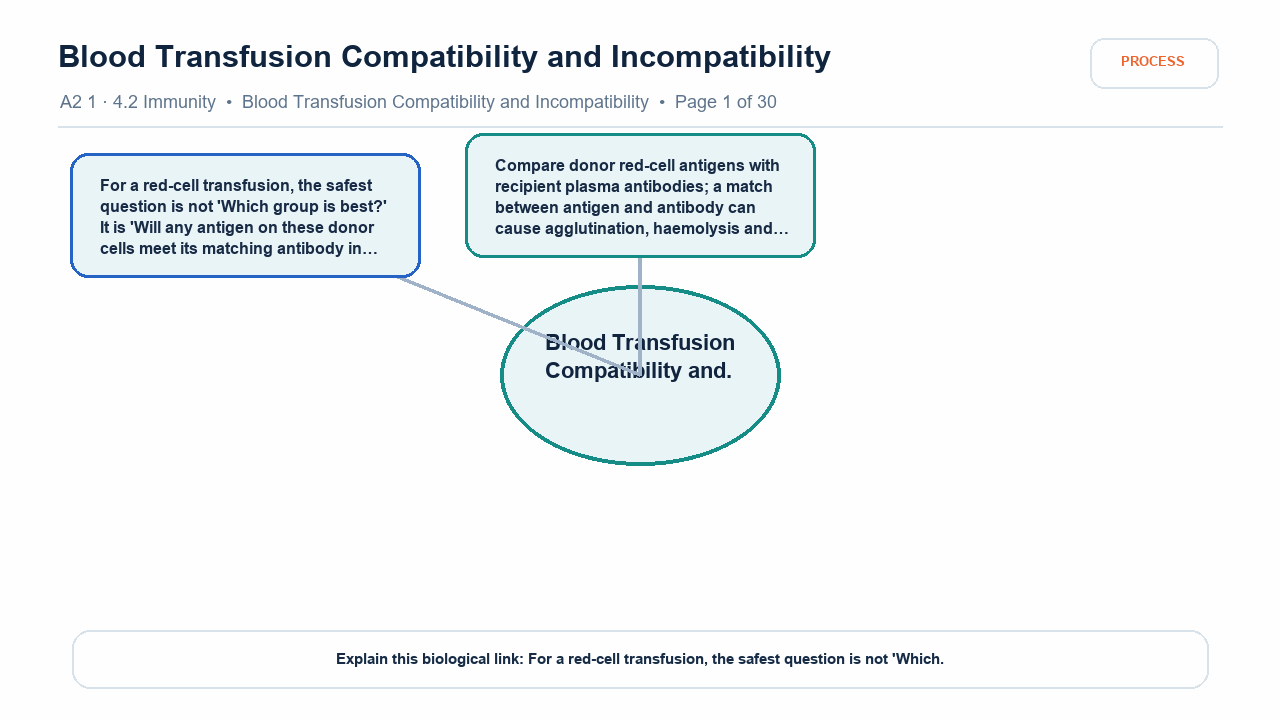 Blood Transfusion Compatibility and Incompatibility
PROCESS
A2 1 · 4.2 Immunity • Blood Transfusion Compatibility and Incompatibility • Page 1 of 30
For a red-cell transfusion, the safest
question is not 'Which group is best?'
It is 'Will any antigen on these donor
cells meet its matching antibody in…
Compare donor red-cell antigens with
recipient plasma antibodies; a match
between antigen and antibody can
cause agglutination, haemolysis and…
Blood Transfusion
Compatibility and.
Explain this biological link: For a red-cell transfusion, the safest question is not 'Which.